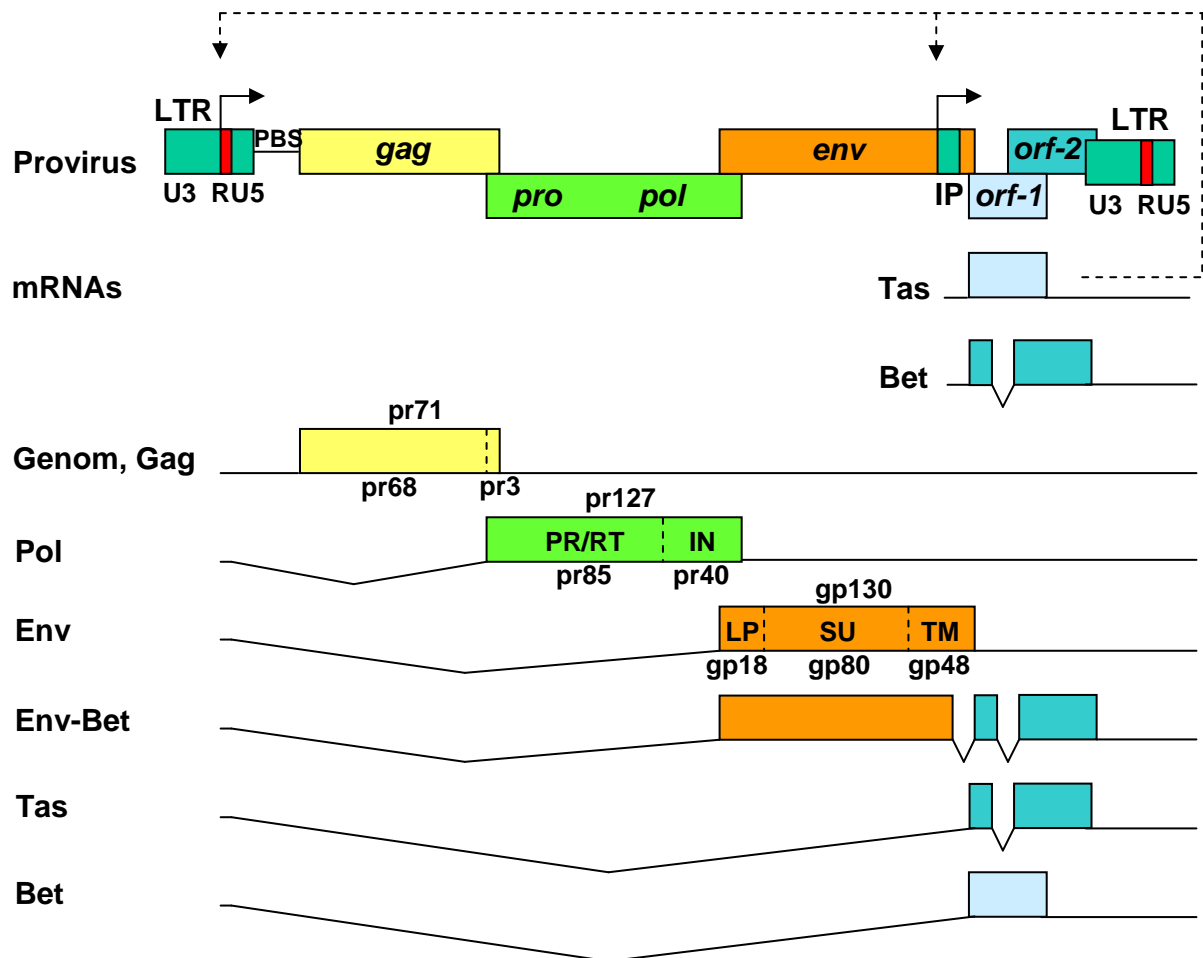 LTR
PBS
gag
env
orf-2
LTR
Provirus
U3 RU5
pro pol
IP
orf-1
U3 RU5
mRNAs
Tas
Bet
pr71
Genom, Gag
pr68 pr3
pr127
Pol
PR/RT IN
pr85 pr40
gp130
Env
LP SU TM
gp18 gp80 gp48
Env-Bet
Tas
Bet